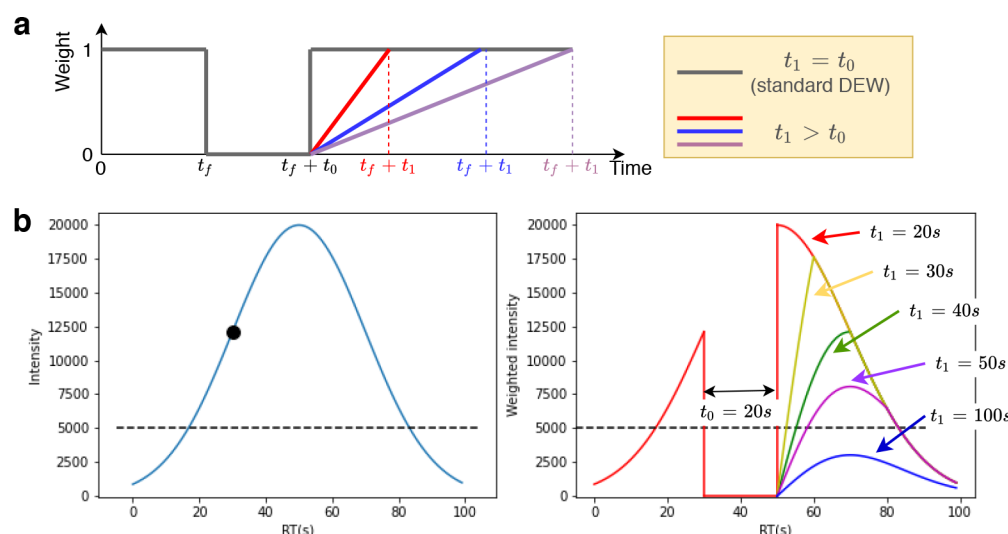 a
Weight
1
0
0
t_f
t_f + t_0
t_f + t_1
t_f + t_1
t_f + t_1
Time
t_1 = t_0
(standard DEW)
t_1 > t_0
b
Intensity
20000
17500
15000
12500
10000
7500
5000
2500
0
0
20
40
60
80
100
RT(s)
Weighted intensity
20000
17500
15000
12500
10000
7500
5000
2500
0
t_0 = 20s
t_1 = 20s
t_1 = 30s
t_1 = 40s
t_1 = 50s
t_1 = 100s
0
20
40
60
80
100
RT(s)